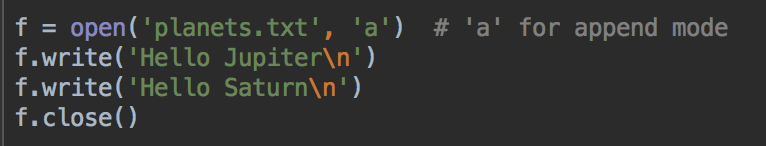 f = open('planets.txt', 'a')  # 'a' for append mode
f.write('Hello Jupiter\n')
f.write('Hello Saturn\n')
f.close()